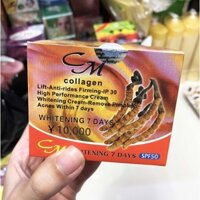 CM
collagen
Lift-Anti-rides Firming-IP 30
High Performance Cream
Whitening Cream-Remove Pimples
Acnes Within 7 days
WHITENING 7 DAYS
¥10,000
WHITENING 7 DAYS SPF50